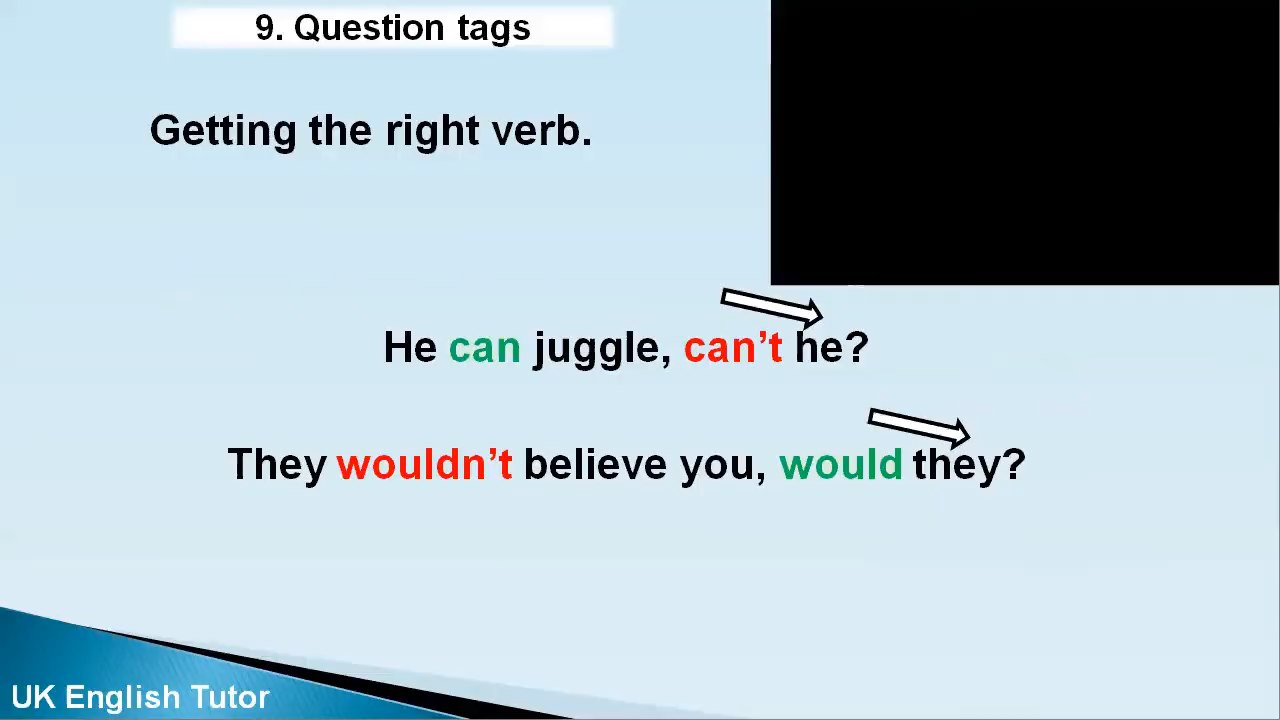 9. Question tags
Getting the right verb.
He can juggle, can’t he?
They wouldn’t believe you, would they?
UK English Tutor